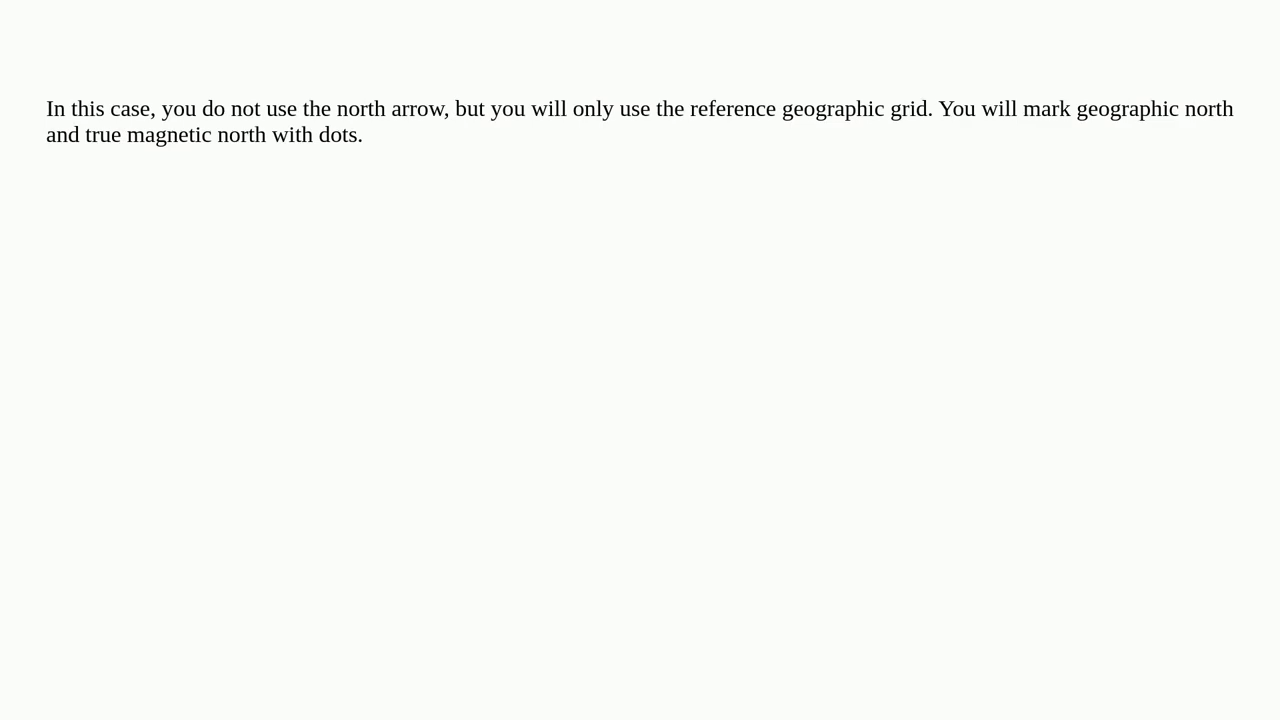 In this case, you do not use the north arrow, but you will only use the reference geographic grid. You will mark geographic north
and true magnetic north with dots.